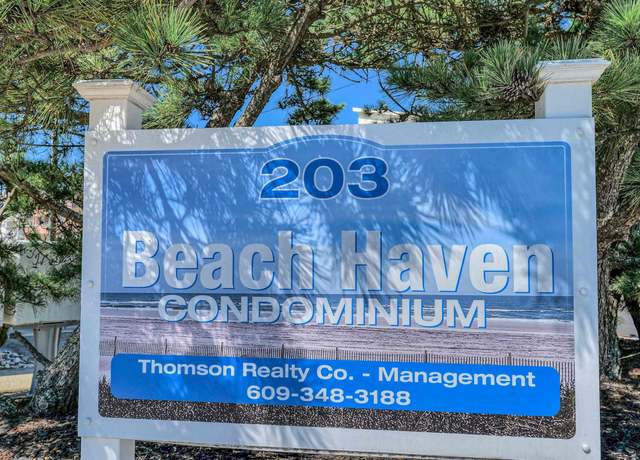 203
Beach Haven
CONDOMINIUM
Thomson Realty Co. - Management
609-348-3188